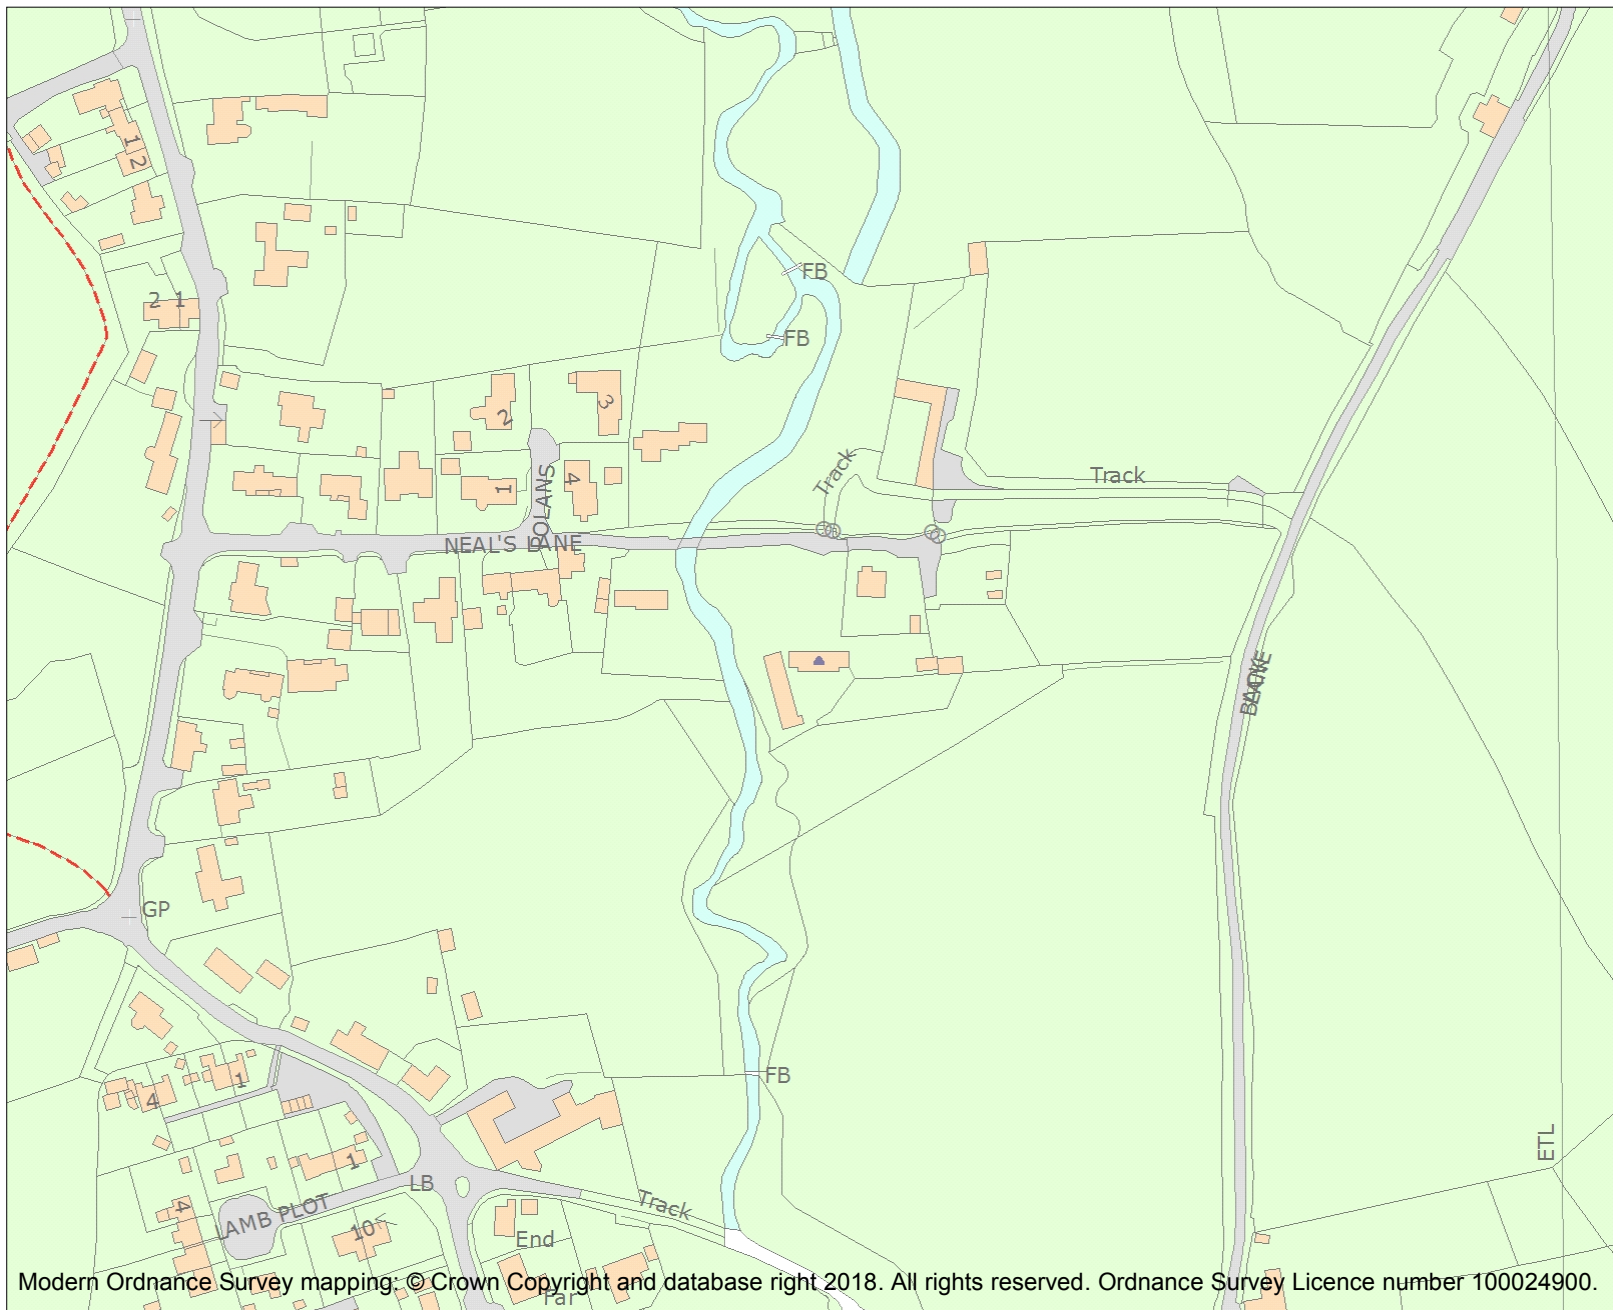 1
2
2 1
FB
FB
2
3
1
4
POLANS
NEAL'S LANE
Track
Track
GP
FB
1
4
1
LB
LAMB PLOT
4
10
Track
End
Far
ETL
Modern Ordnance Survey mapping: © Crown Copyright and database right 2018. All rights reserved. Ordnance Survey Licence number 100024900.